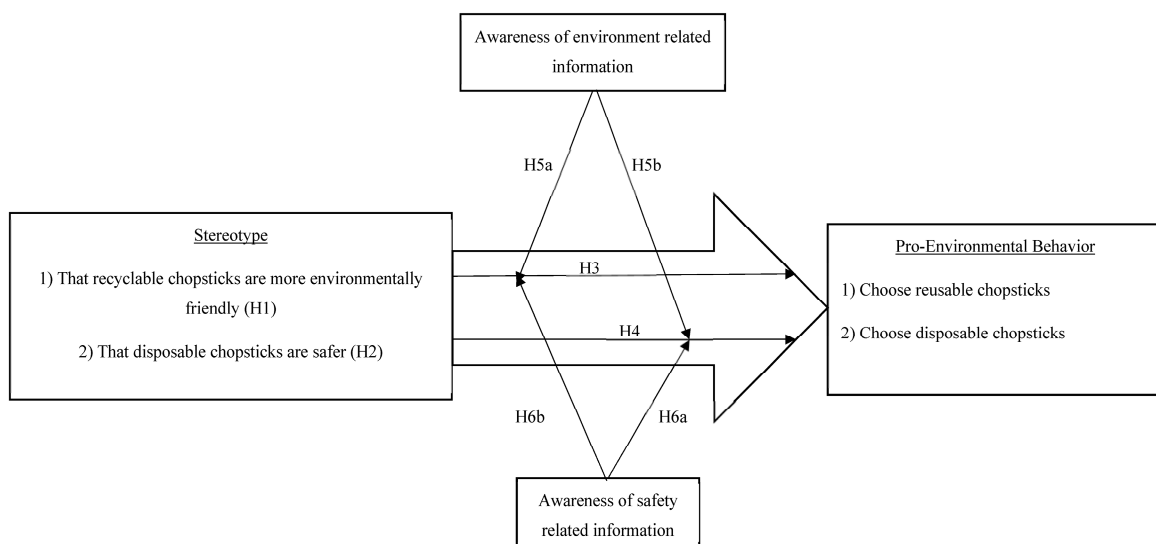 Awareness of environment related
information
H5a
H5b
Stereotype
1) That recyclable chopsticks are more environmentally
friendly (H1)
2) That disposable chopsticks are safer (H2)
H3
H4
Pro-Environmental Behavior
1) Choose reusable chopsticks
2) Choose disposable chopsticks
H6b
H6a
Awareness of safety
related information